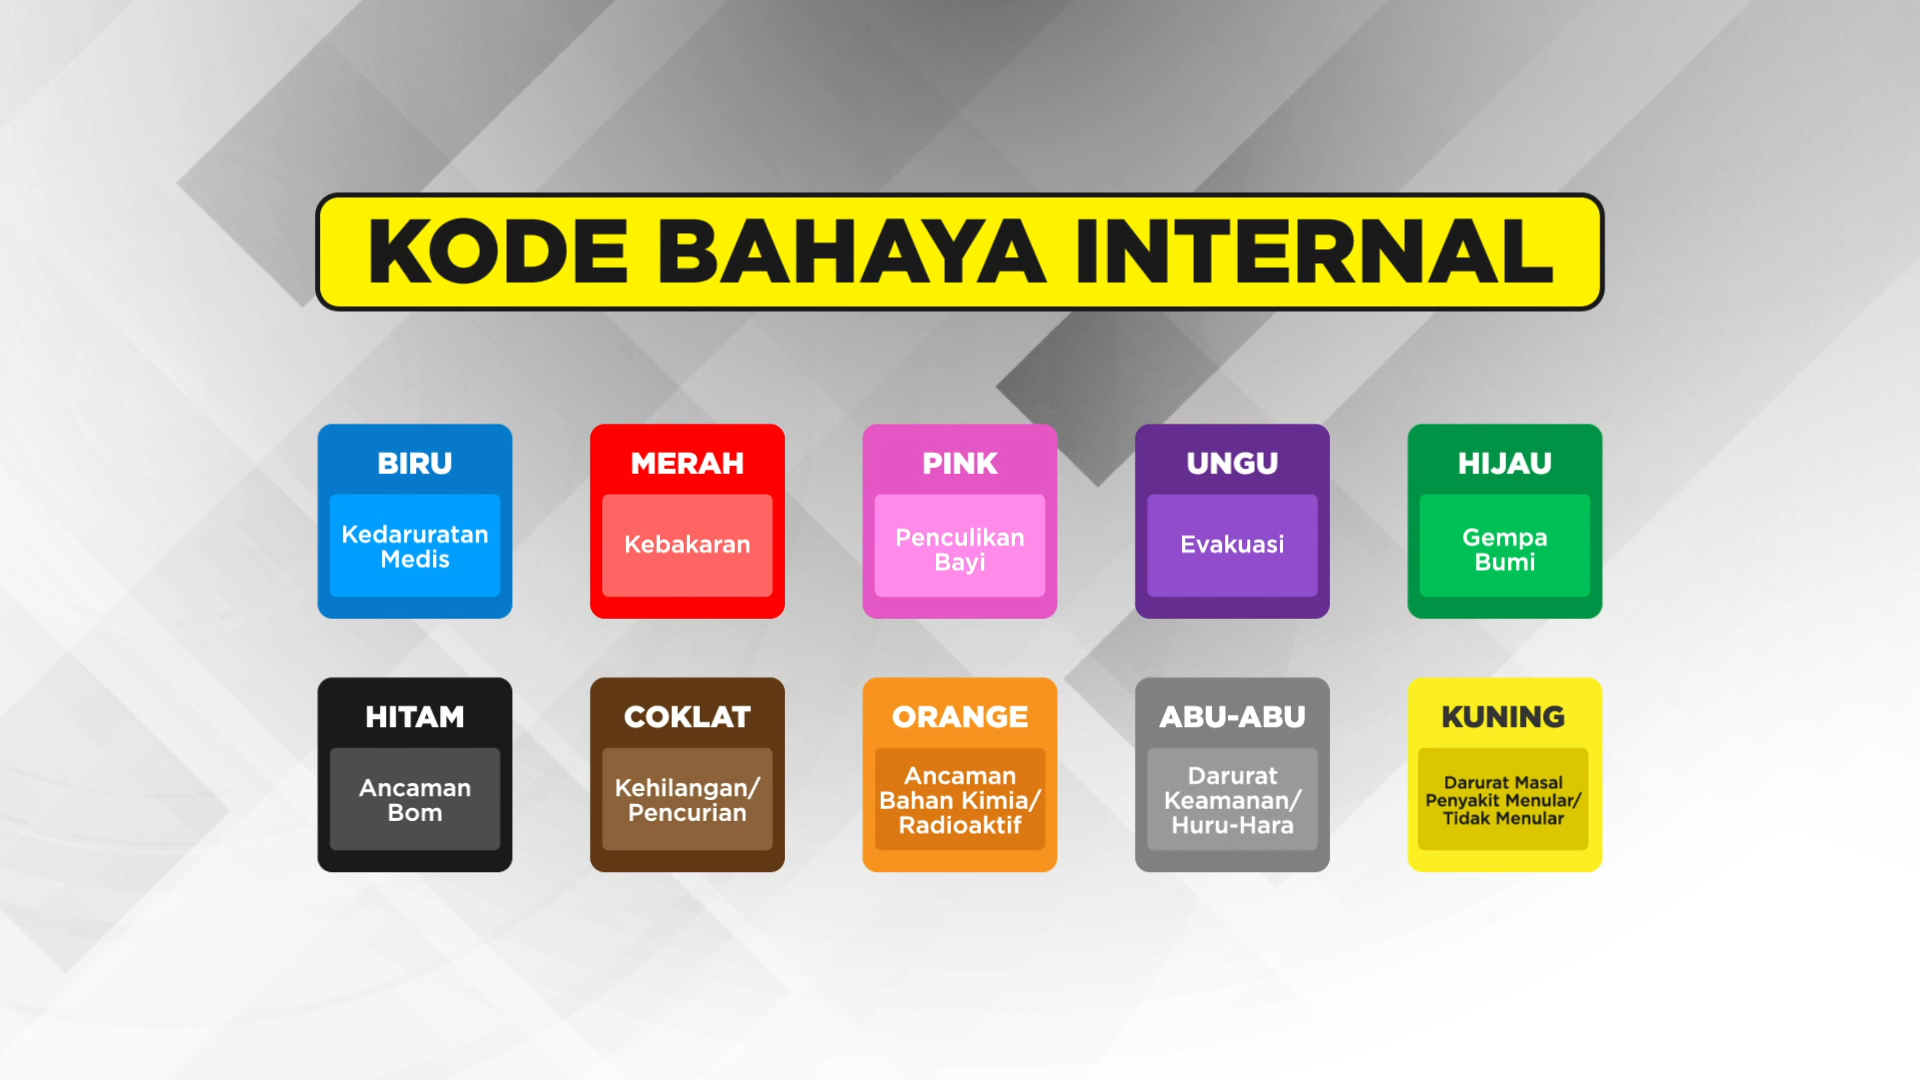 KODE BAHAYA INTERNAL
BIRU
Kedaruratan
Medis
MERAH
Kebakaran
PINK
Penculikan
Bayi
UNGU
Evakuasi
HIJAU
Gempa
Bumi
HITAM
Ancaman
Bom
COKLAT
Kehilangan/
Pencurian
ORANGE
Ancaman
Bahan Kimia/
Radioaktif
ABU-ABU
Darurat
Keamanan/
Huru-Hara
KUNING
Darurat Masal
Penyakit Menular/
Tidak Menular